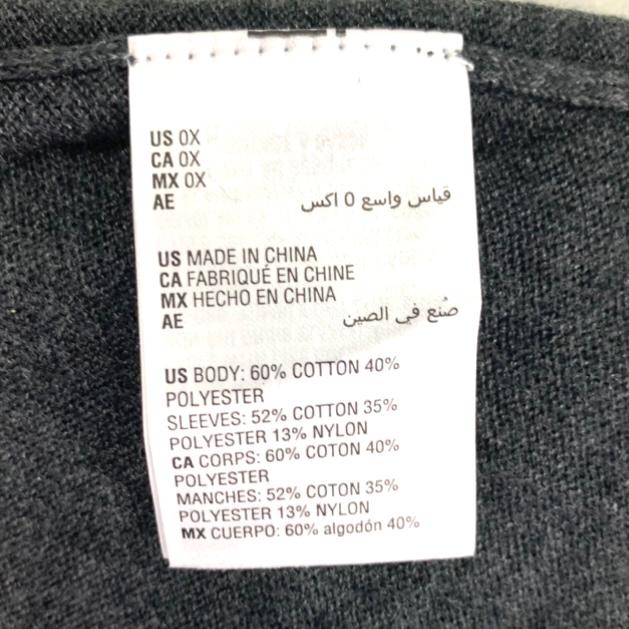 US 0X
CA 0X
MX 0X
AE قياس واسع 0 اكس
US MADE IN CHINA
CA FABRIQUÉ EN CHINE
MX HECHO EN CHINA
AE صُنع في الصين
US BODY: 60% COTTON 40%
POLYESTER
SLEEVES: 52% COTTON 35%
POLYESTER 13% NYLON
CA CORPS: 60% COTON 40%
POLYESTER
MANCHES: 52% COTON 35%
POLYESTER 13% NYLON
MX CUERPO: 60% algodón 40%